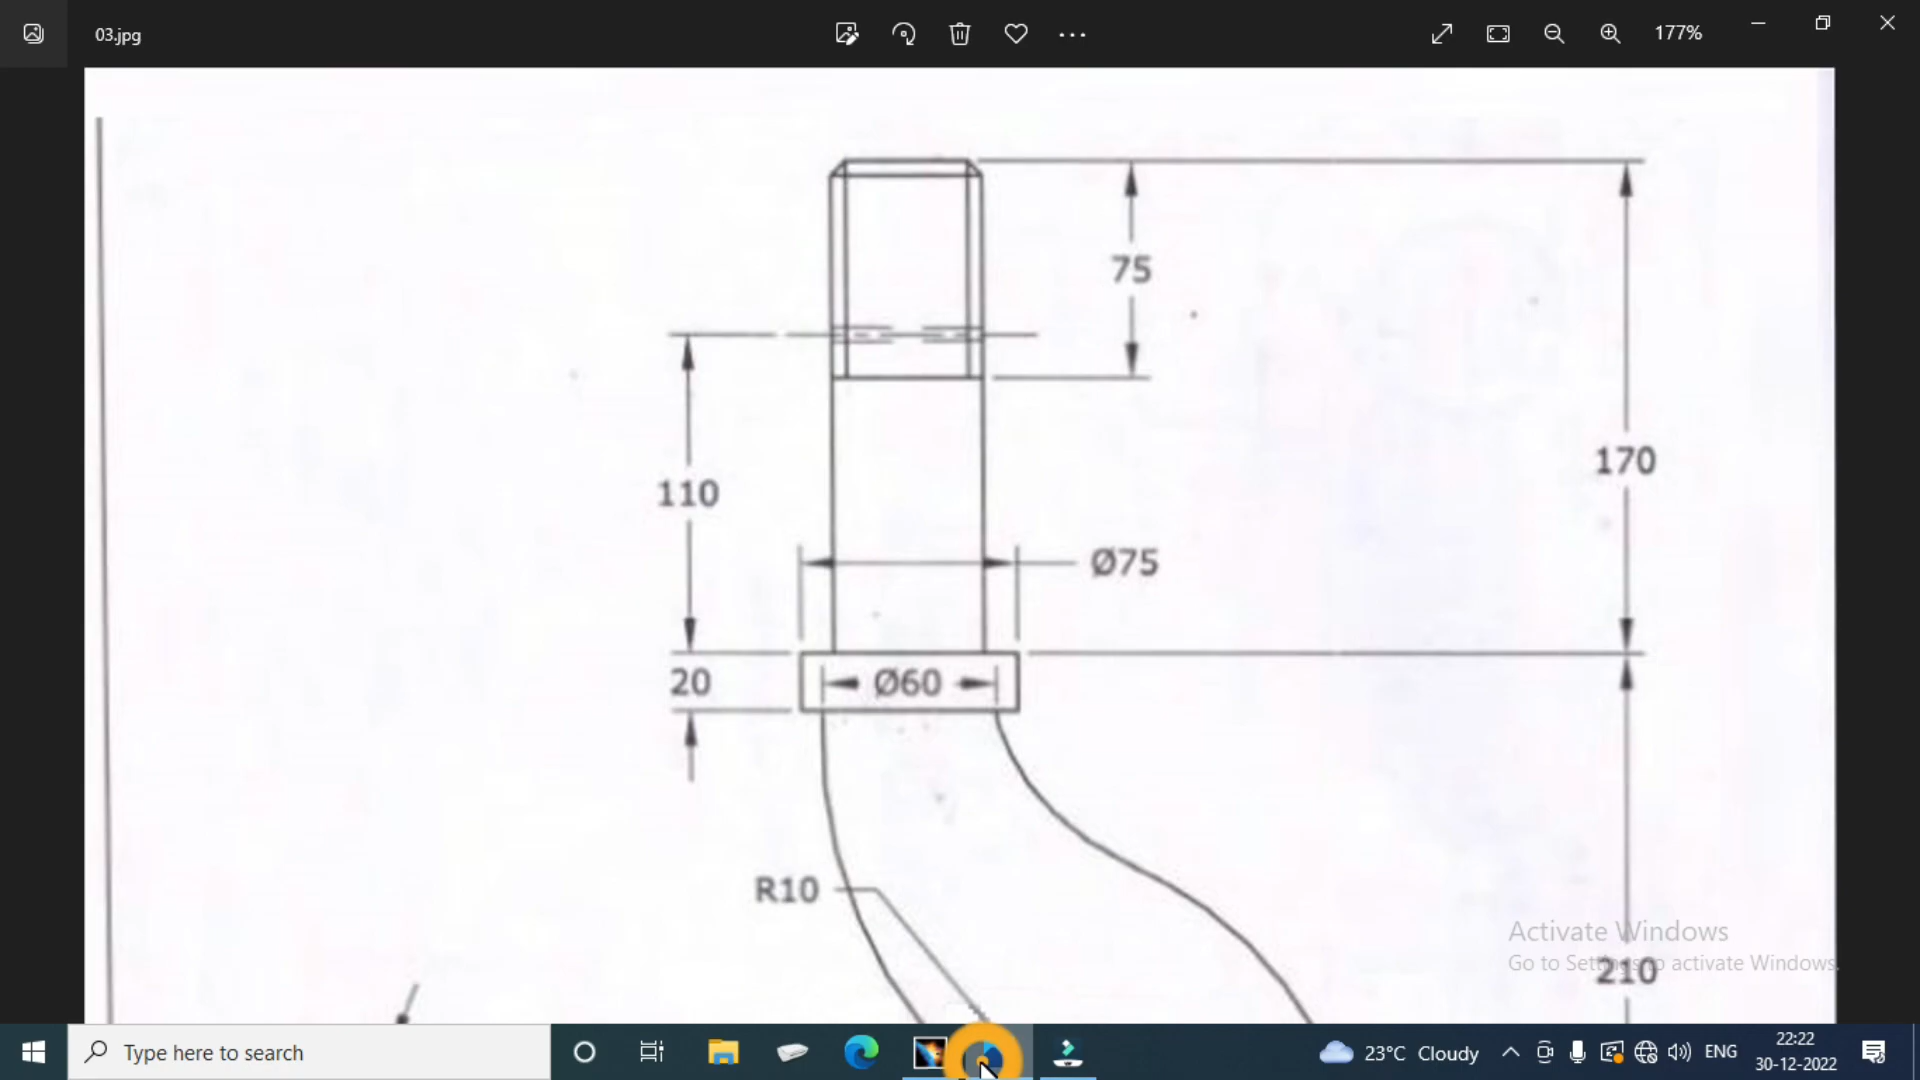 03.jpg
177%
75
110
170
Ø75
20
Ø60
R10
210
Activate Windows
Go to Settings to activate Windows.
Type here to search
23°C Cloudy
ENG
22:22
30-12-2022